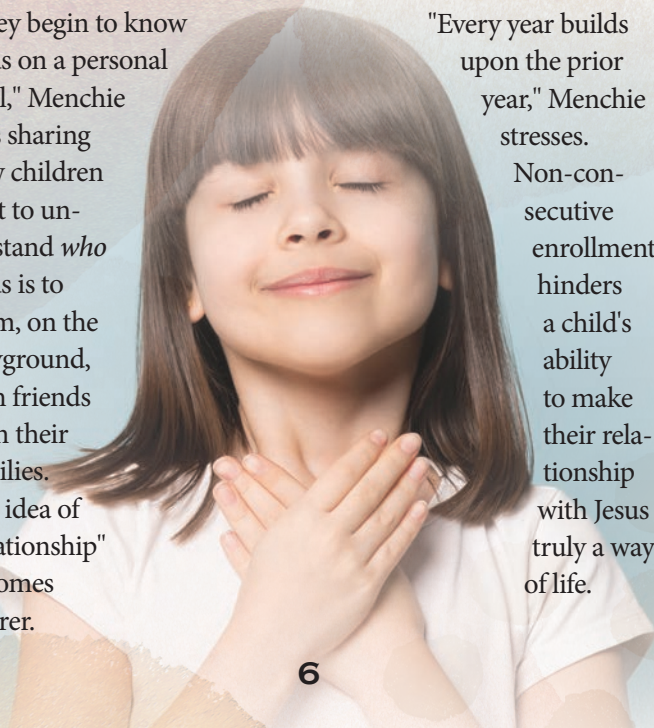 ey begin to know
s on a personal
l," Menchie
sharing
children
t to un-
stand who
s is to
m, on the
yground,
friends
their
ilies.
idea of
ationship"
omes
rer.
"Every year builds
upon the prior
year," Menchie
stresses.
Non-con-
secutive
enrollment
hinders
a child's
ability
to make
their rela-
tionship
with Jesus
truly a way
of life.
6